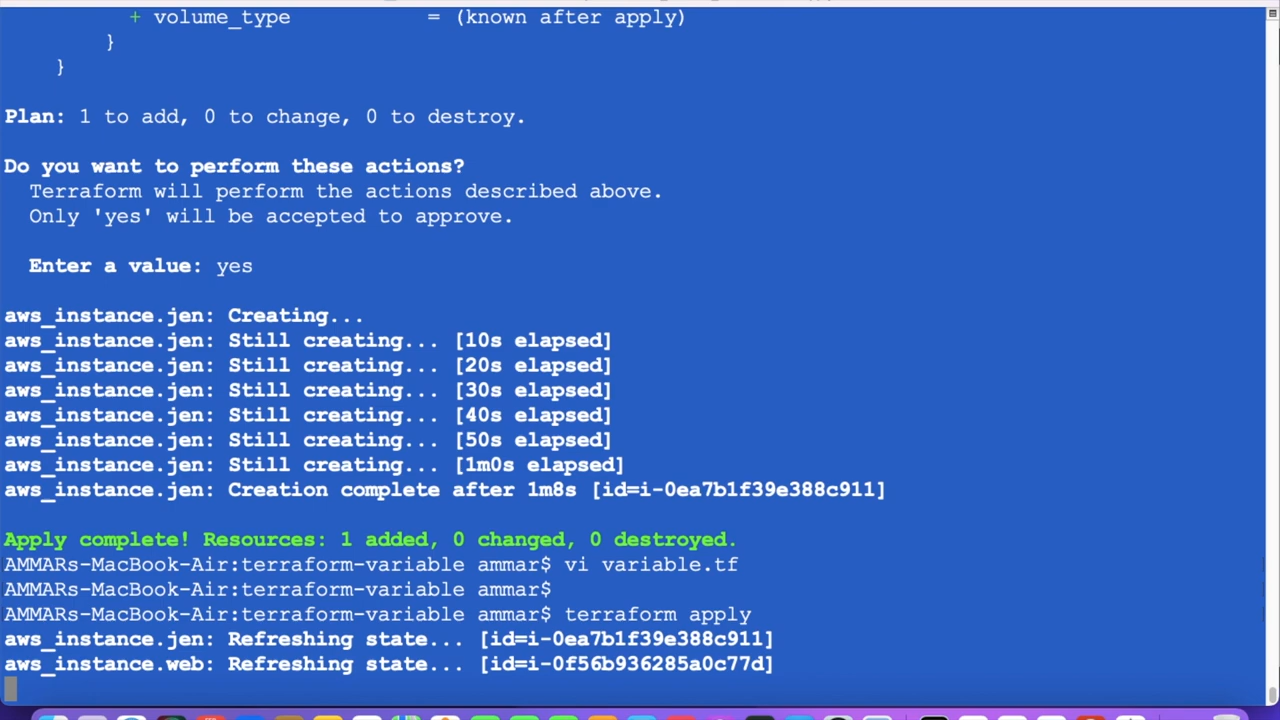 + volume_type = (known after apply)
}
}
Plan: 1 to add, 0 to change, 0 to destroy.
Do you want to perform these actions?
Terraform will perform the actions described above.
Only 'yes' will be accepted to approve.
Enter a value: yes
aws_instance.jen: Creating...
aws_instance.jen: Still creating... [10s elapsed]
aws_instance.jen: Still creating... [20s elapsed]
aws_instance.jen: Still creating... [30s elapsed]
aws_instance.jen: Still creating... [40s elapsed]
aws_instance.jen: Still creating... [50s elapsed]
aws_instance.jen: Still creating... [1m0s elapsed]
aws_instance.jen: Creation complete after 1m8s [id=i-0ea7b1f39e388c911]
Apply complete! Resources: 1 added, 0 changed, 0 destroyed.
AMMARs-MacBook-Air:terraform-variable ammar$ vi variable.tf
AMMARs-MacBook-Air:terraform-variable ammar$
AMMARs-MacBook-Air:terraform-variable ammar$ terraform apply
aws_instance.jen: Refreshing state... [id=i-0ea7b1f39e388c911]
aws_instance.web: Refreshing state... [id=i-0f56b936285a0c77d]